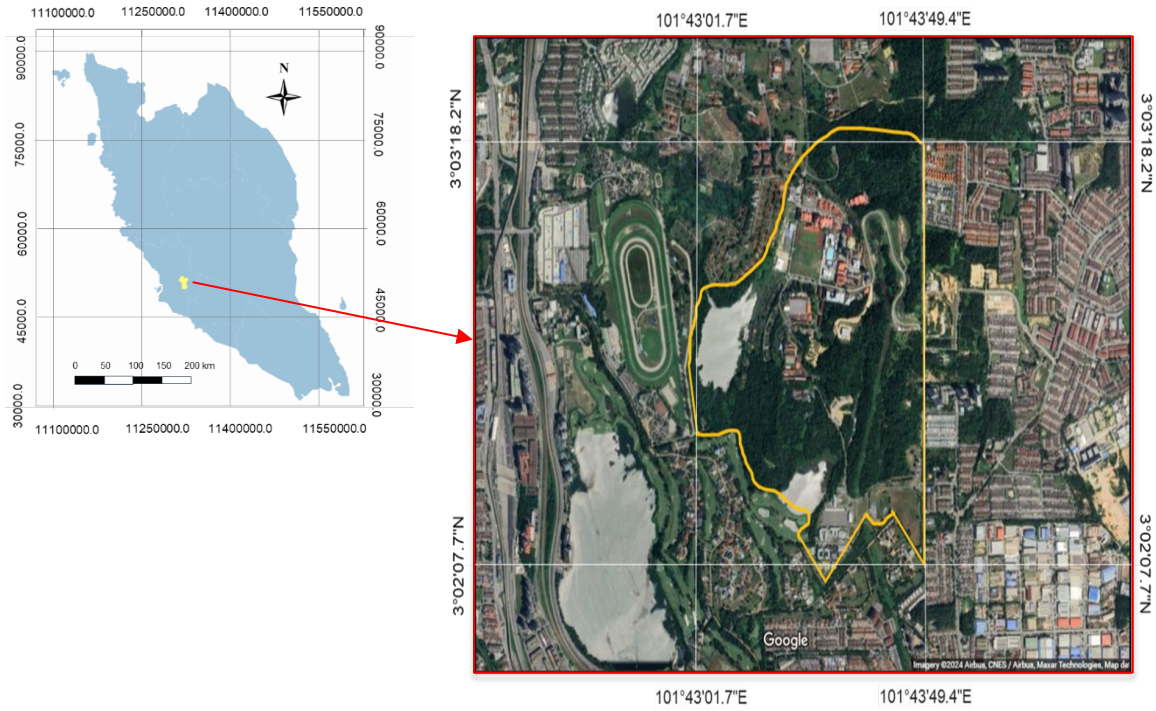 11100000.0 11250000.0 11400000.0 11550000.0
90000.0
75000.0
60000.0
45000.0
30000.0
90000.0
75000.0
60000.0
45000.0
30000.0
N
0 50 100 150 200 km
11100000.0 11250000.0 11400000.0 11550000.0
101°43'01.7"E 101°43'49.4"E
3°03'18.2"N
3°03'18.2"N
3°02'07.7"N
3°02'07.7"N
Google
Imagery ©2024 Airbus, CNES / Airbus, Maxar Technologies, Map da
101°43'01.7"E 101°43'49.4"E